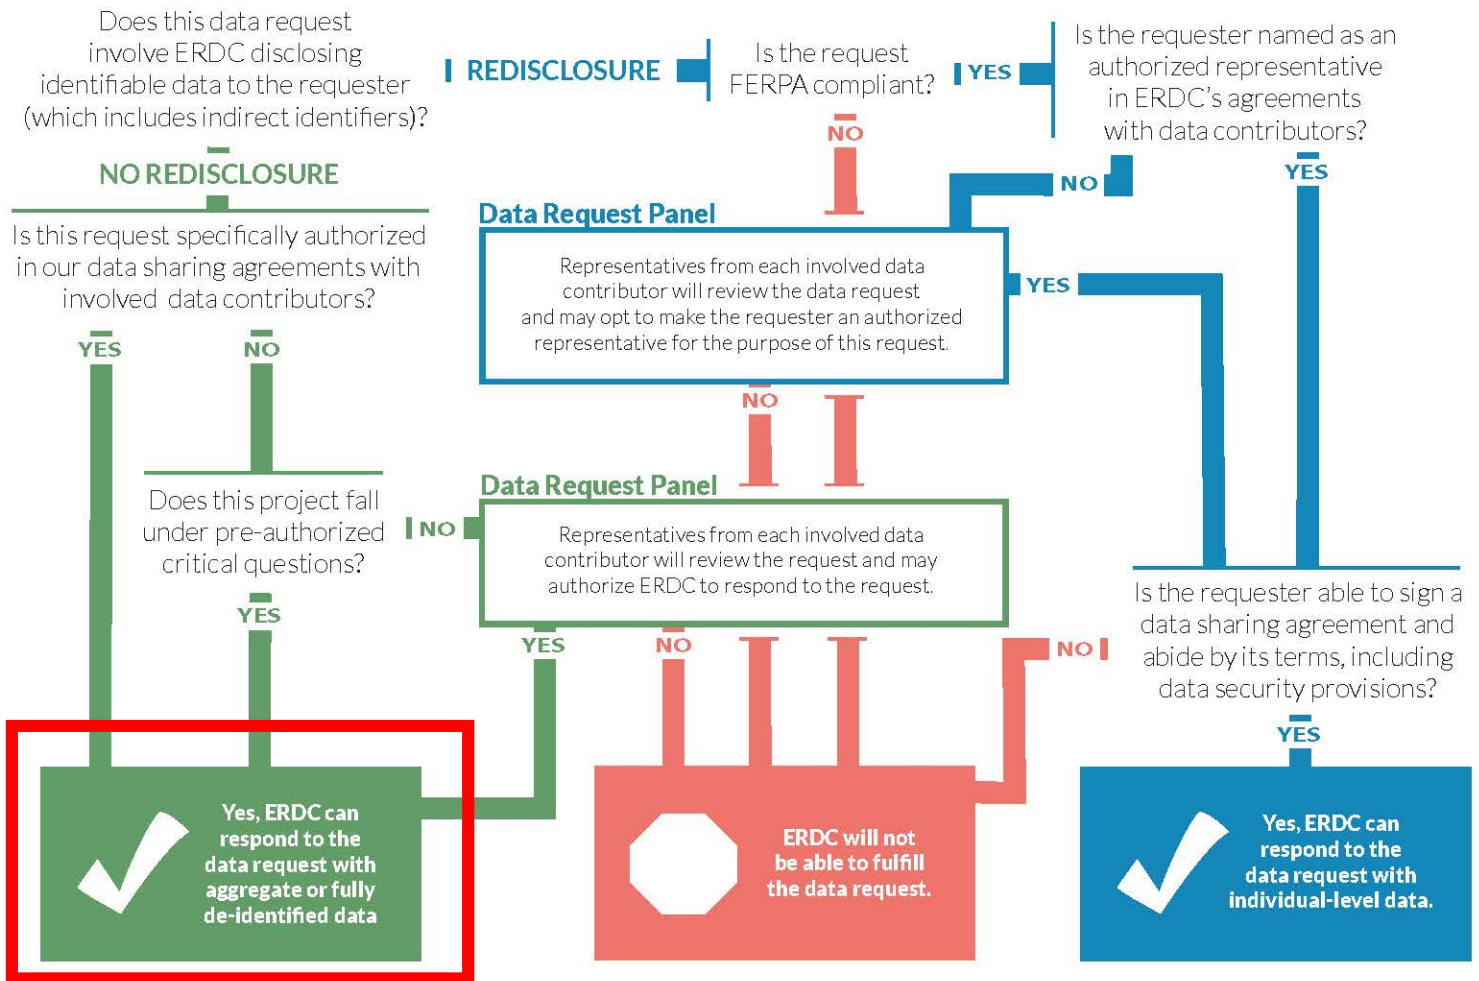 Does this data request
involve ERDC disclosing
identifiable data to the requester
(which includes indirect identifiers)?
REDISCLOSURE
Is the request
FERPA compliant?
YES
Is the requester named as an
authorized representative
in ERDC's agreements
with data contributors?
NO
NO REDISCLOSURE
NO
YES
Is this request specifically authorized
in our data sharing agreements with
involved data contributors?
Data Request Panel
Representatives from each involved data
contributor will review the data request
and may opt to make the requester an authorized
representative for the purpose of this request.
YES
YES
NO
NO
Does this project fall
under pre-authorized
critical questions?
NO
Data Request Panel
Representatives from each involved data
contributor will review the request and may
authorize ERDC to respond to the request.
Is the requester able to sign a
data sharing agreement and
abide by its terms, including
data security provisions?
YES
YES
NO
NO
YES
Yes, ERDC can
respond to the
data request with
aggregate or fully
de-identified data
ERDC will not
be able to fulfill
the data request.
Yes, ERDC can
respond to the
data request with
individual-level data.